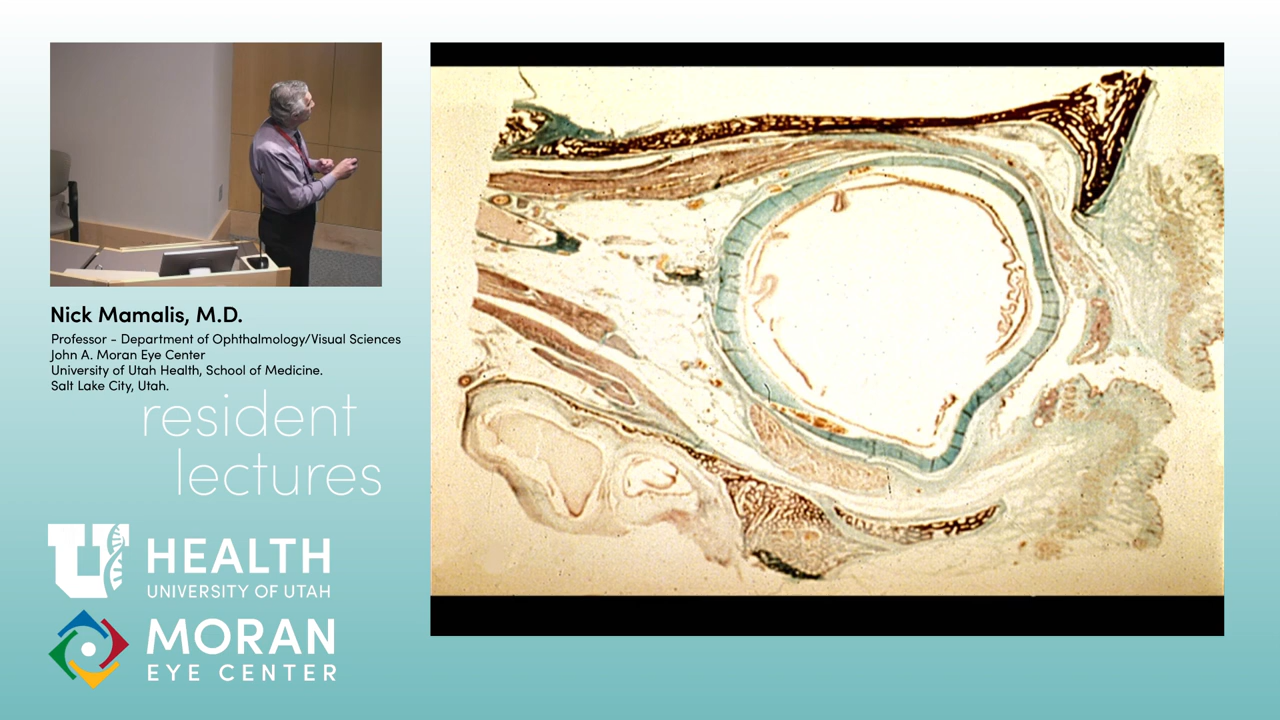 Nick Mamalis, M.D.
Professor - Department of Ophthalmology/Visual Sciences
John A. Moran Eye Center
University of Utah Health, School of Medicine.
Salt Lake City, Utah.
resident
lectures
U HEALTH
UNIVERSITY OF UTAH
MORAN
EYE CENTER